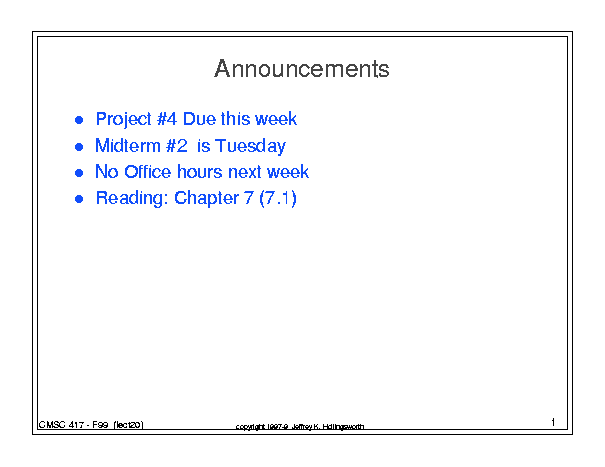 Announcements
● Project #4 Due this week
● Midterm #2 is Tuesday
● No Office hours next week
● Reading: Chapter 7 (7.1)
CMSC 417 - F99 (lect20)
copyright 1997-9 Jeffrey K. Hollingsworth
1